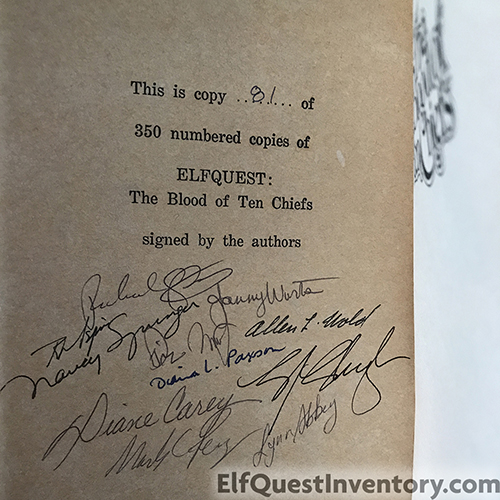 This is copy ..81... of
350 numbered copies of
ELFQUEST:
The Blood of Ten Chiefs
signed by the authors
Janny Wurts
Nancy Springer
Allen L. Wold
Diana L. Paxson
Diane Carey
Lynn Abbey
ElfQuestInventory.com